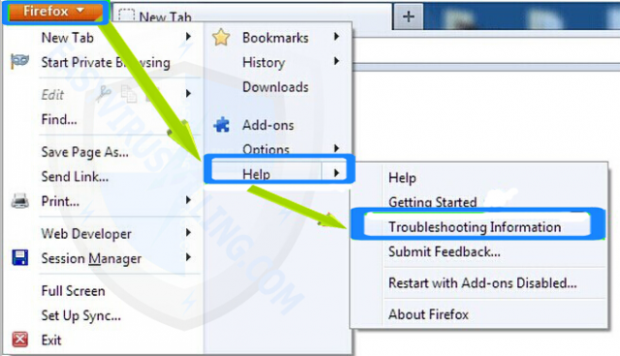 Firefox
New Tab
New Tab
Start Private Browsing
Edit
Find...
Save Page As...
Send Link...
Print...
Web Developer
Session Manager
Full Screen
Set Up Sync...
Exit
Bookmarks
History
Downloads
Add-ons
Options
Help
Help
Getting Started
Troubleshooting Information
Submit Feedback...
Restart with Add-ons Disabled...
About Firefox